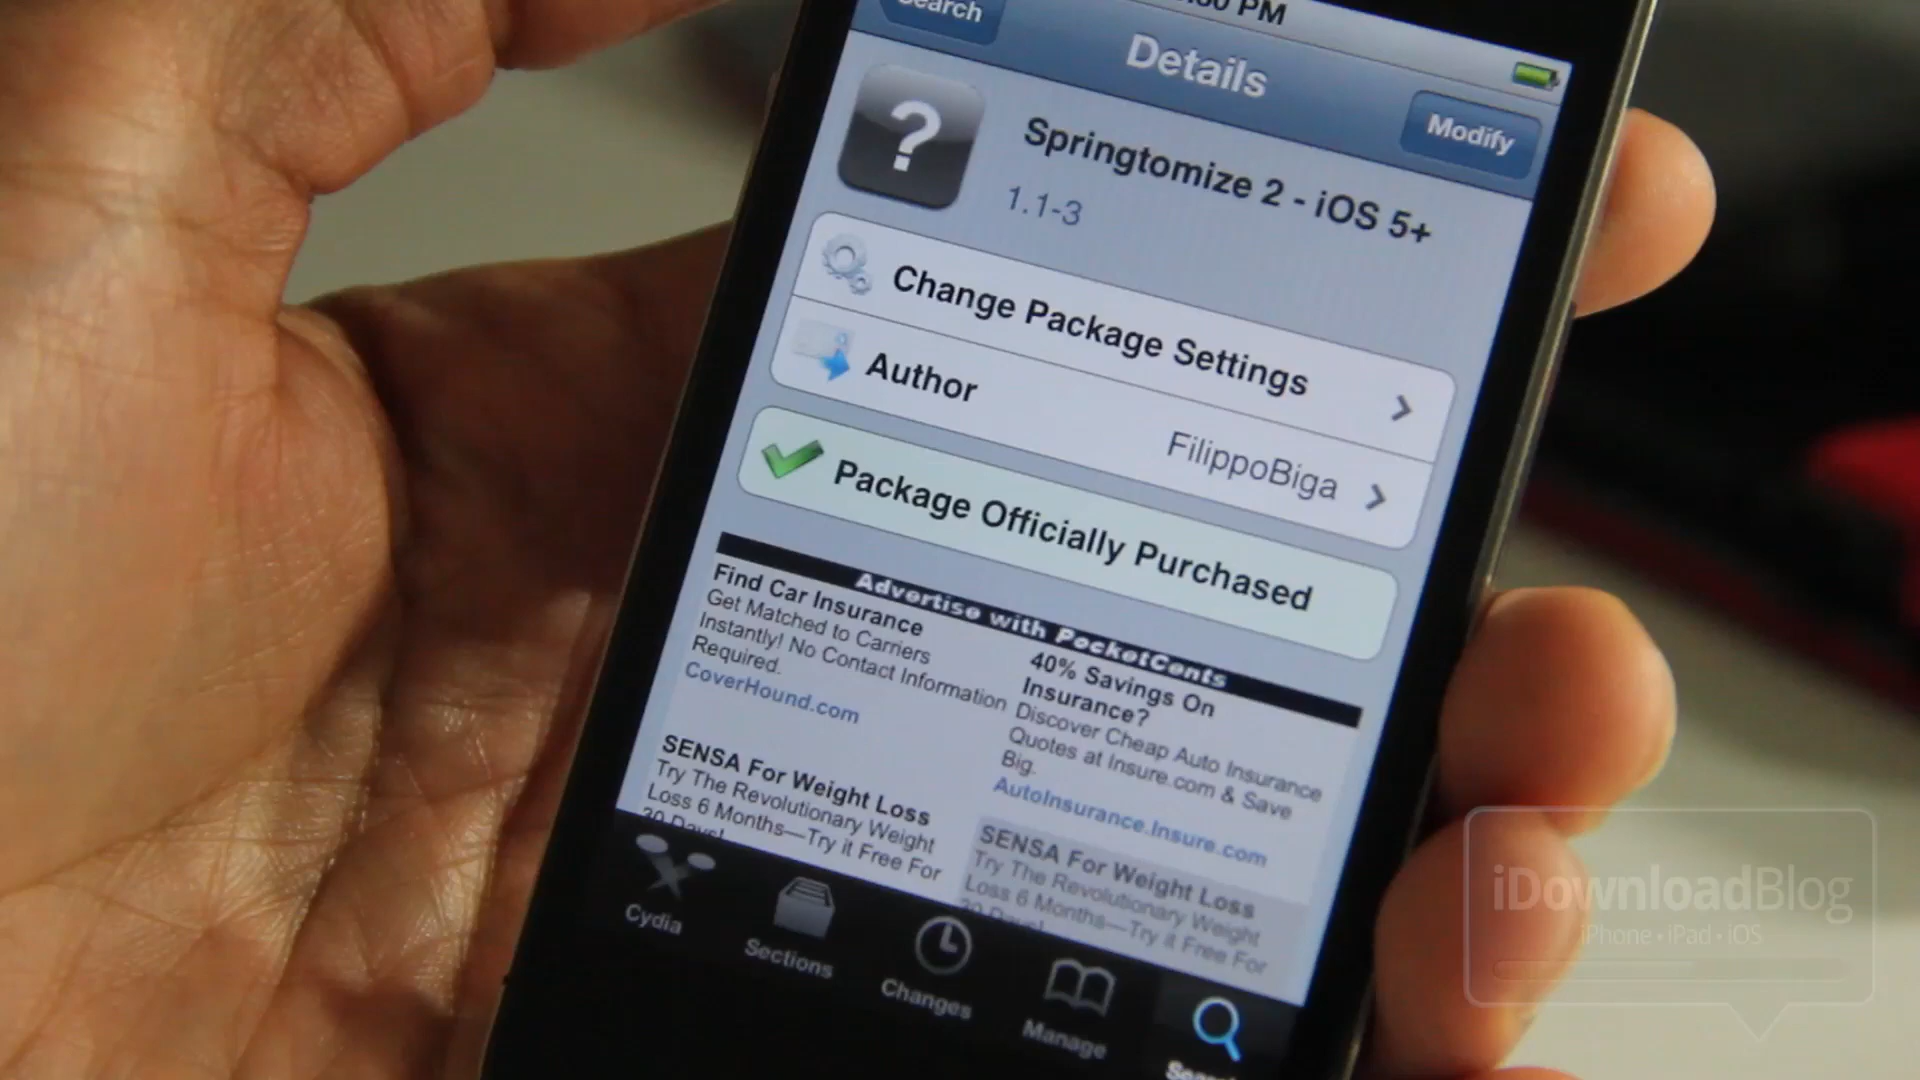 PM
Search
Details
Modify
?
Springtomize 2 - iOS 5+
1.1-3
Change Package Settings
Author
FilippoBiga
Package Officially Purchased
Advertise with PocketCents
Find Car Insurance
Get Matched to Carriers
Instantly! No Contact Information
Required.
CoverHound.com
40% Savings On
Insurance?
Discover Cheap Auto Insurance
Quotes at Insure.com & Save
Big.
AutoInsurance.Insure.com
SENSA For Weight Loss
Try The Revolutionary Weight
Loss 6 Months—Try it Free For
30 Days!
SENSA For Weight Loss
Try The Revolutionary Weight
Loss 6 Months—Try it Free For
30 Days!
Cydia
Sections
Changes
Manage
iDownloadBlog
iPhone • iPad • iOS